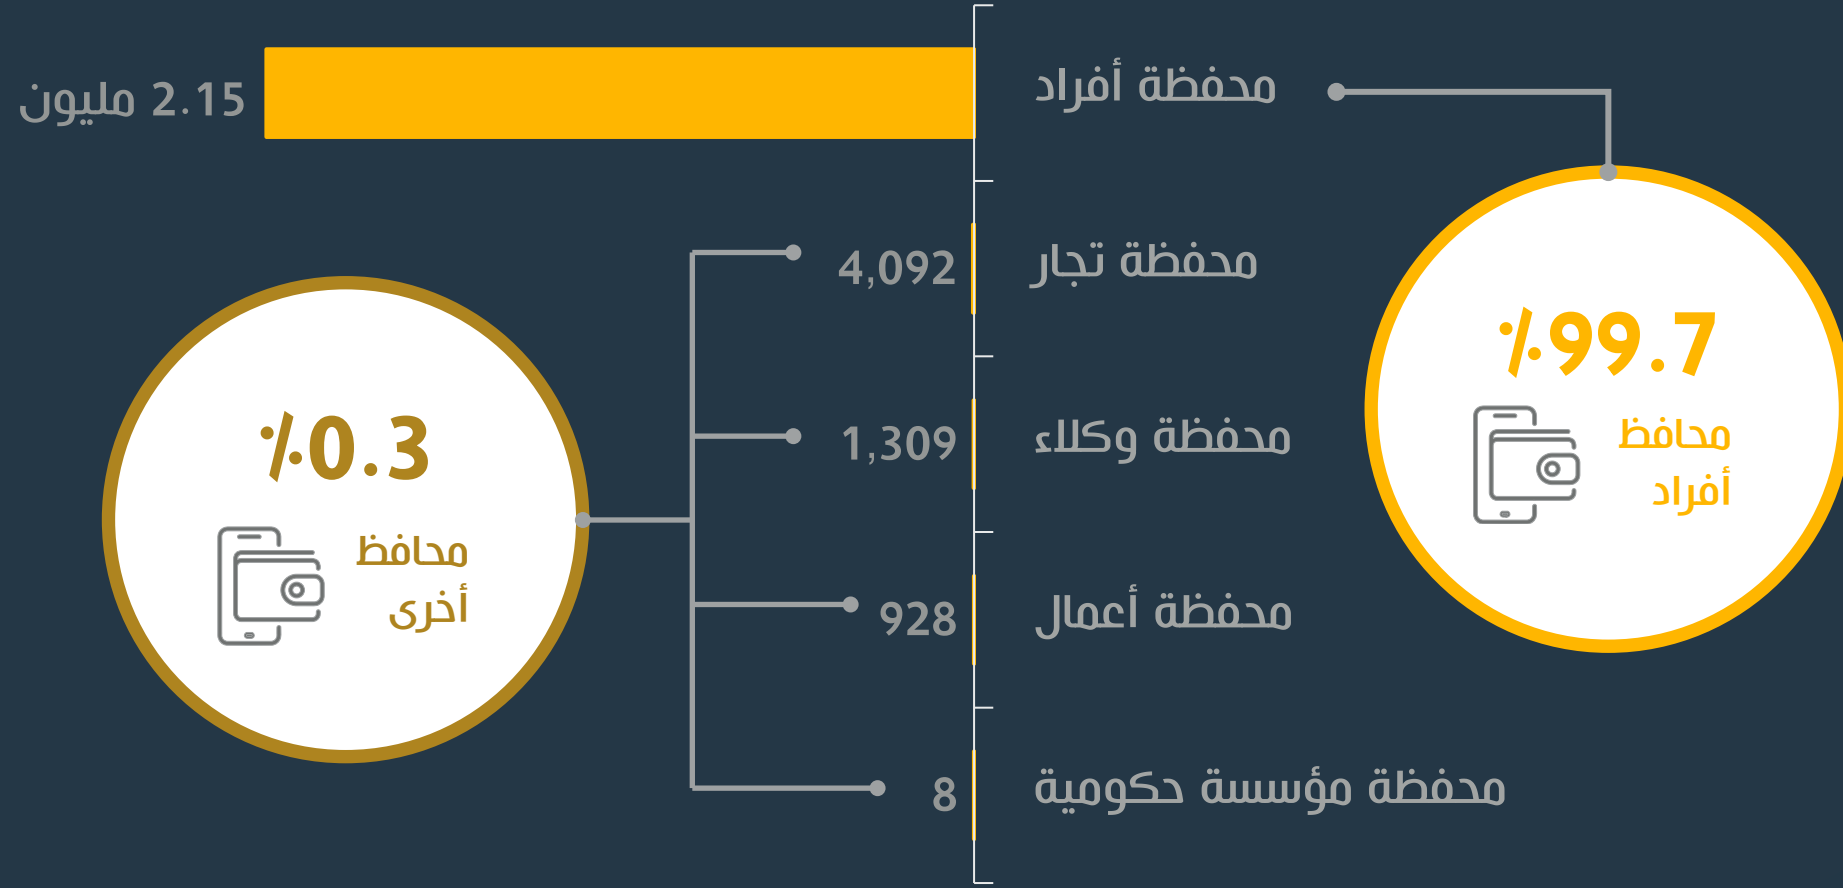 محفظة أفراد
2.15 مليون
محفظة تجار
4,092
محفظة وكلاء
1,309
محفظة أعمال
928
محفظة مؤسسة حكومية
8
٪99.7
محافظ
أفراد
٪0.3
محافظ
أخرى